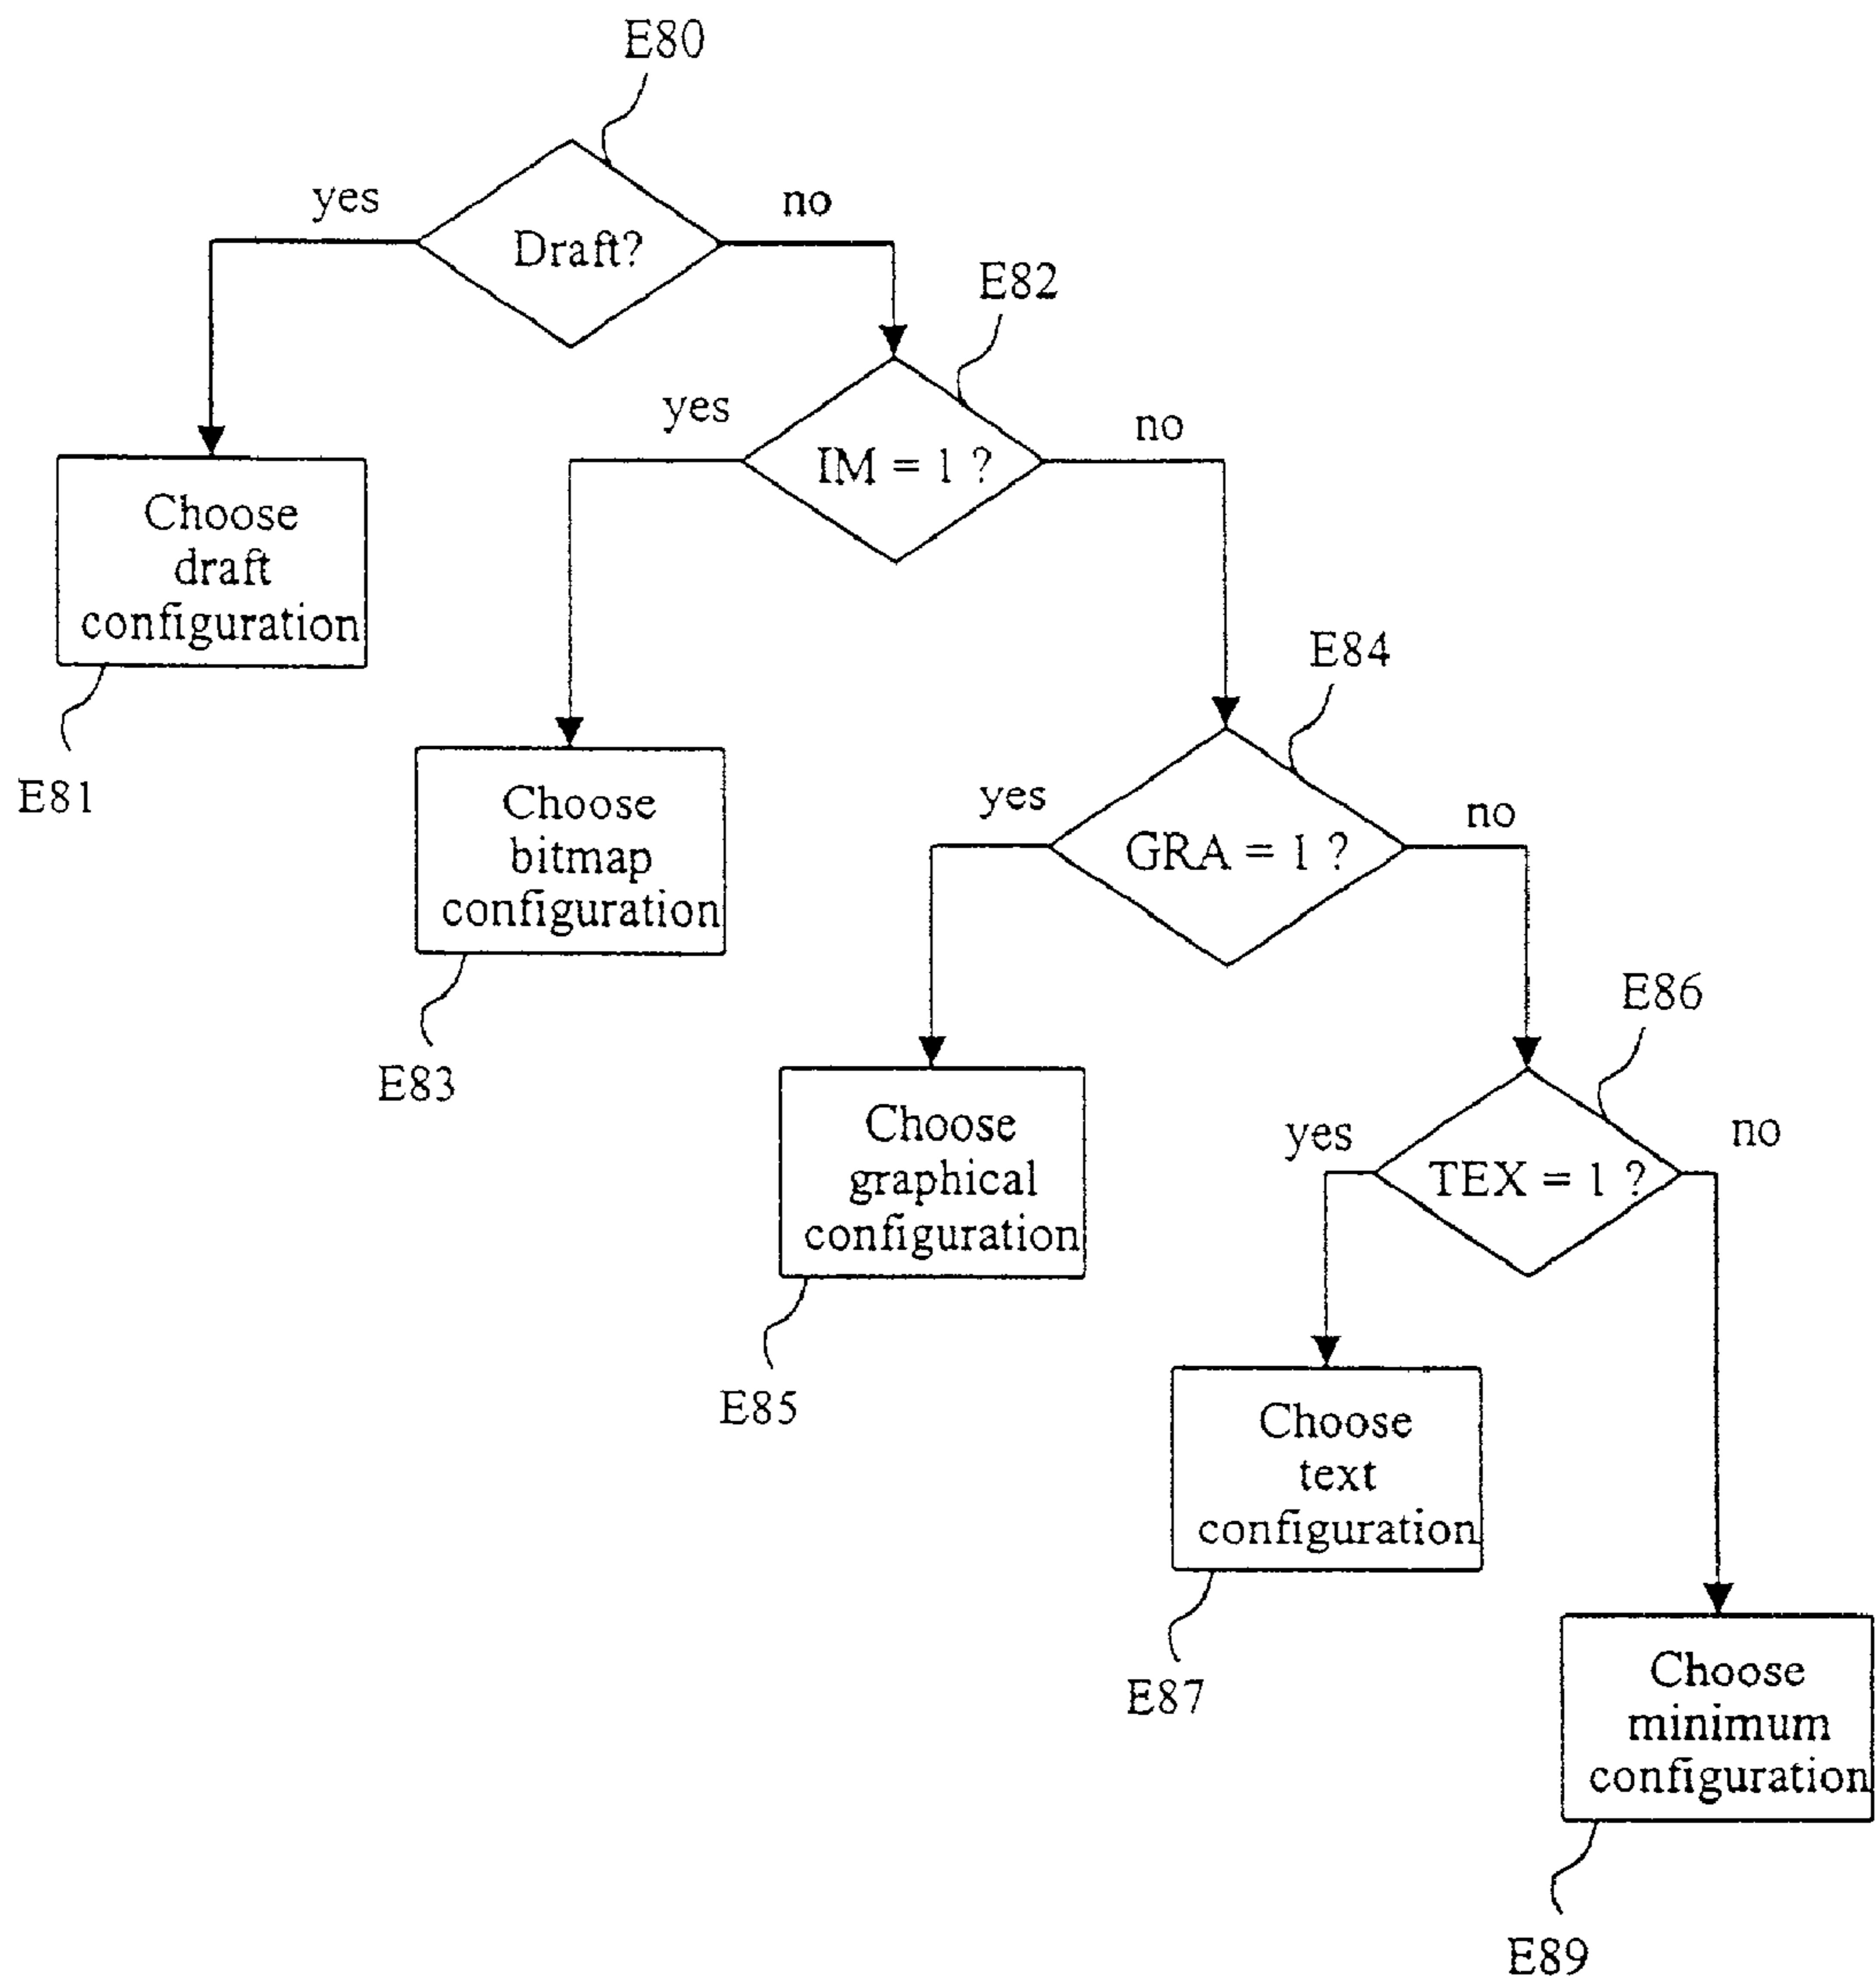 E80
yes
no
Draft?
E82
yes
no
IM = 1 ?
Choose
draft
configuration
E81
E84
yes
no
GRA = 1 ?
Choose
bitmap
configuration
E83
E86
yes
no
TEX = 1 ?
Choose
graphical
configuration
E85
Choose
text
configuration
E87
Choose
minimum
configuration
E89